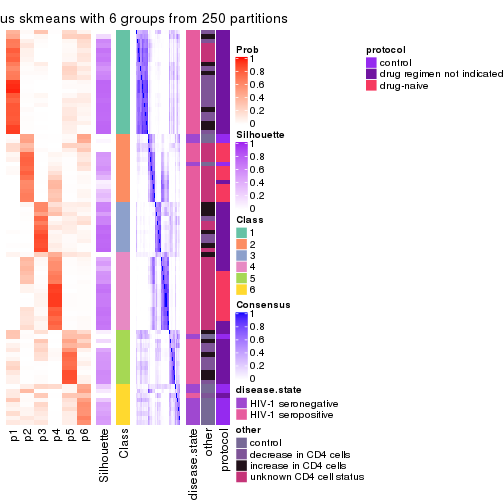 us skmeans with 6 groups from 250 partitions
Prob
1
0.8
0.6
0.4
0.2
0
Silhouette
1
0.8
0.6
0.4
0.2
0
Class
1
2
3
4
5
6
Consensus
1
0.8
0.6
0.4
0.2
0
disease.state
HIV-1 seronegative
HIV-1 seropositive
other
control
decrease in CD4 cells
increase in CD4 cells
unknown CD4 cell status
protocol
control
drug regimen not indicated
drug-naive
p1
p2
p3
p4
p5
p6
Silhouette
Class
disease.state
other
protocol